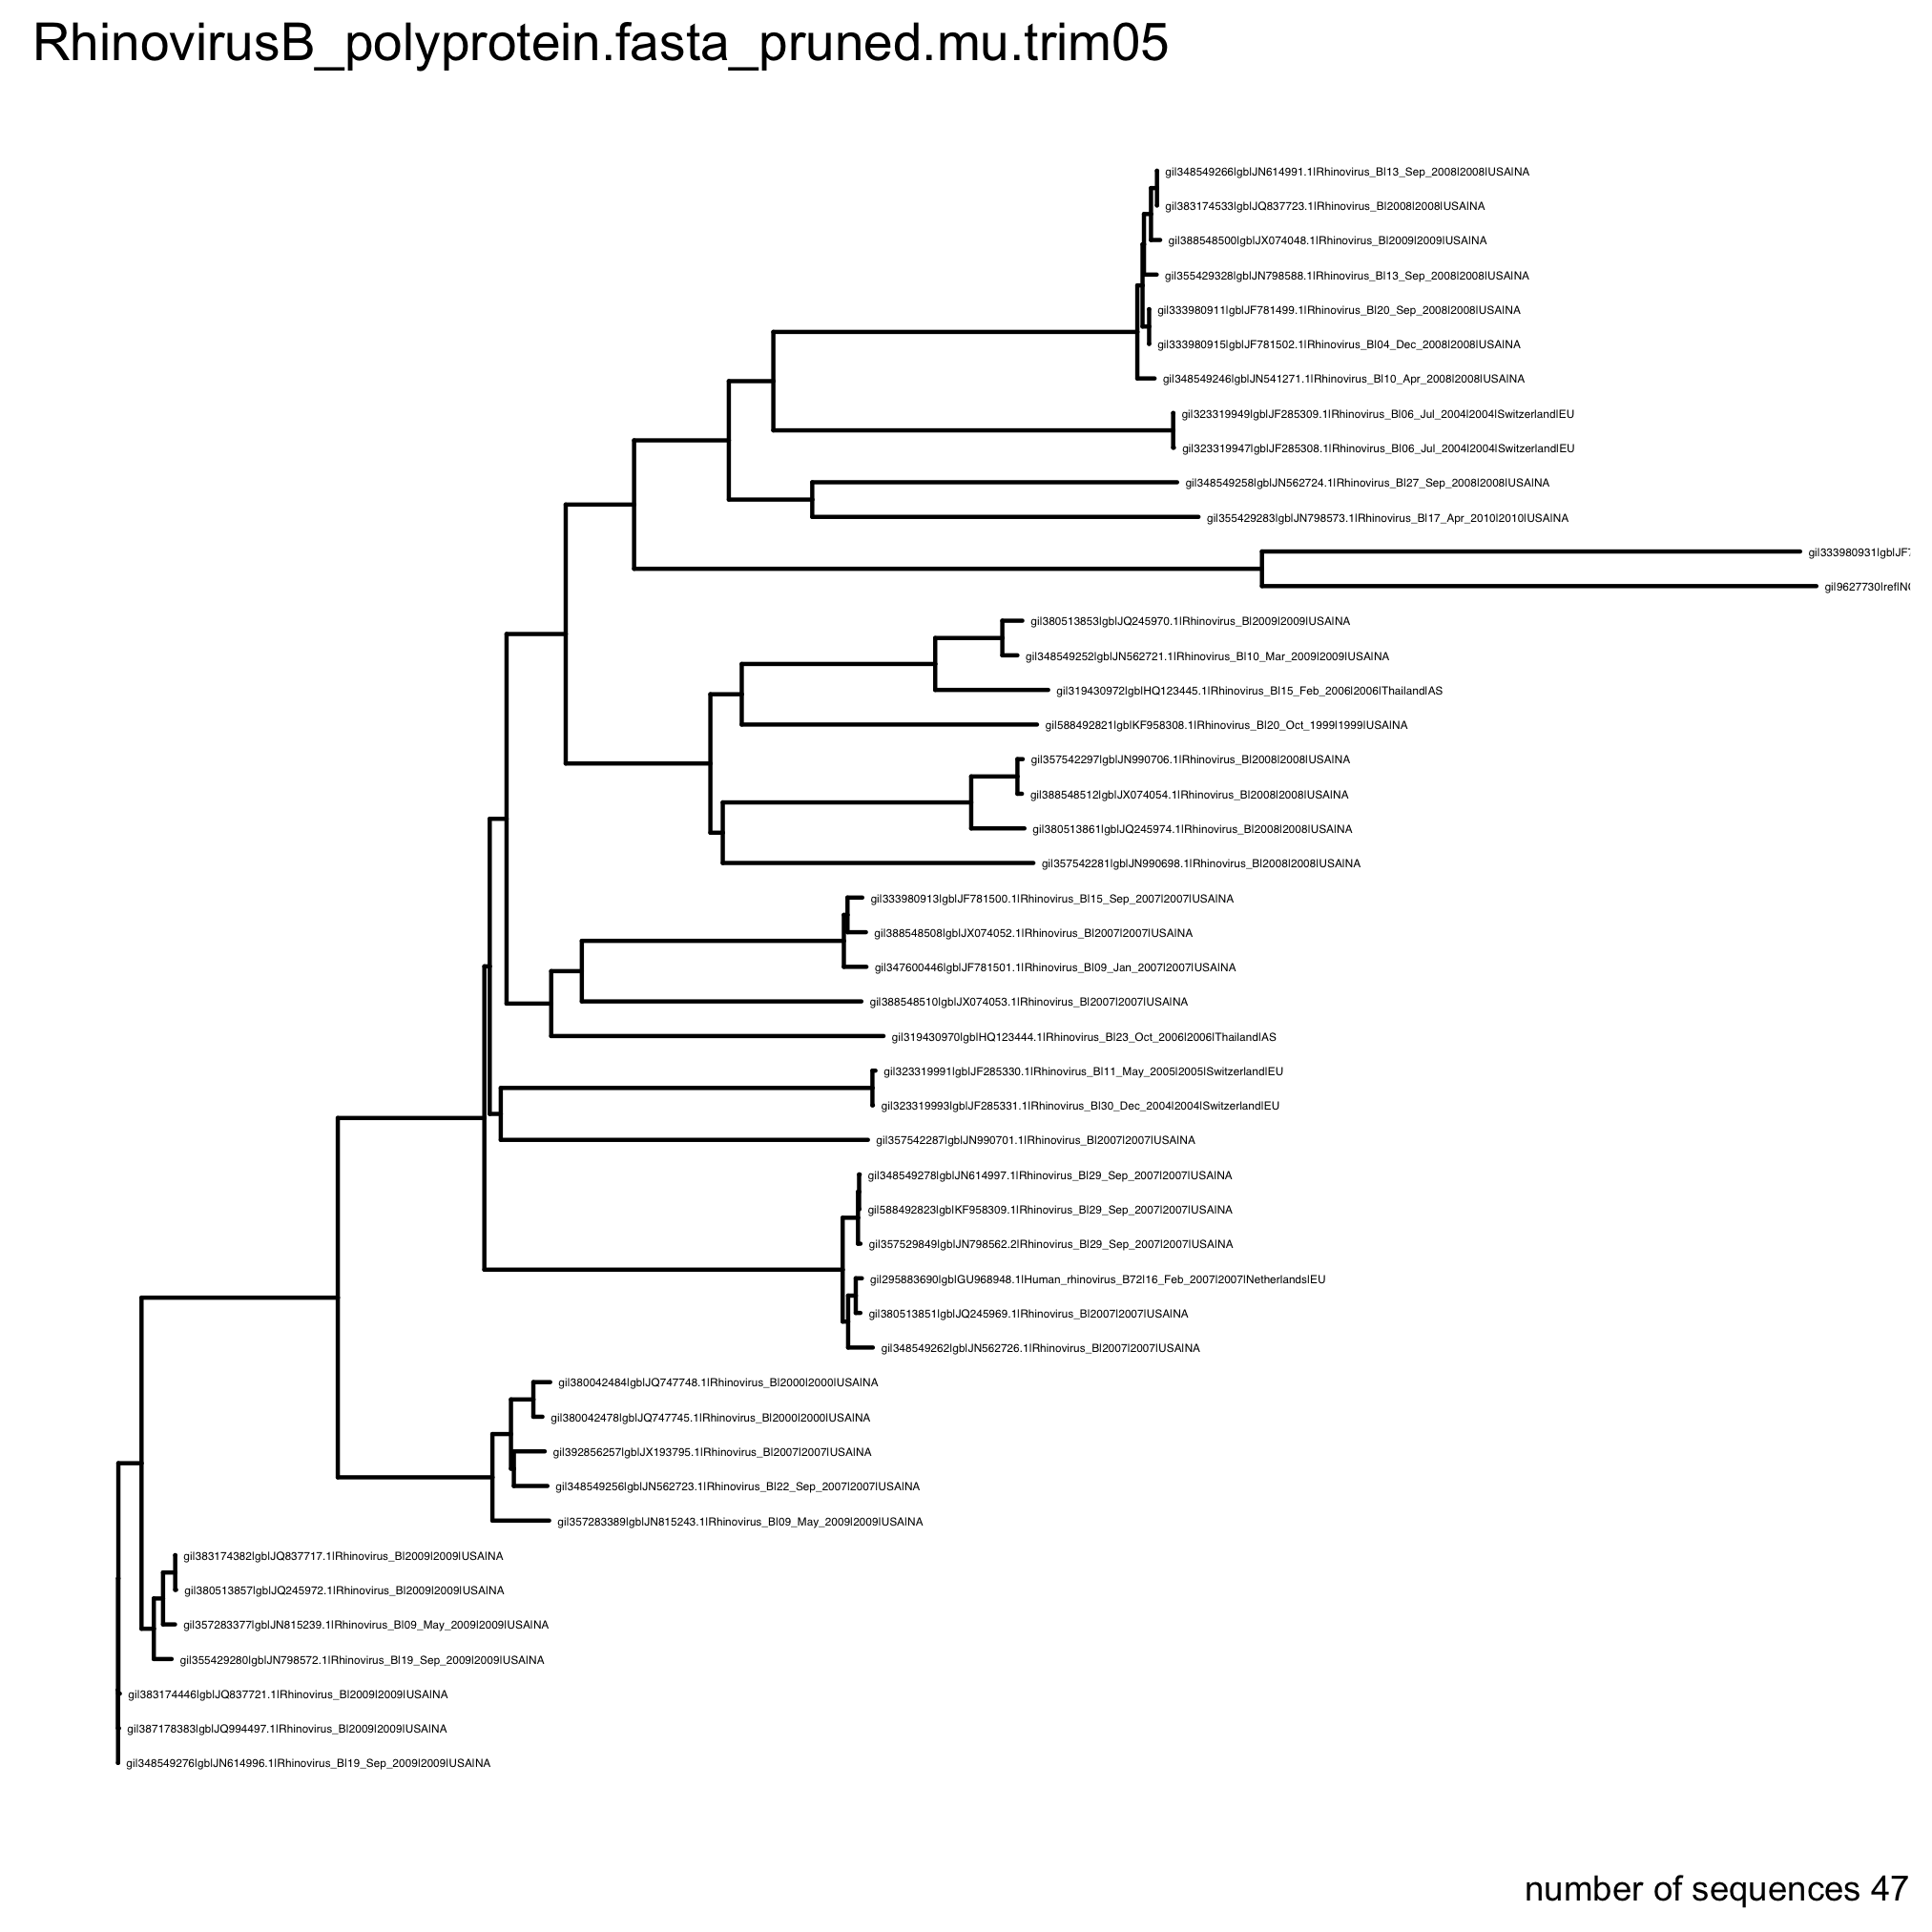 RhinovirusB_polyprotein.fasta_pruned.mu.trim05
gi|348549266|gb|JN614991.1|Rhinovirus_B|13_Sep_2008|2008|USA|NA
gi|383174533|gb|JQ837723.1|Rhinovirus_B|2008|2008|USA|NA
gi|388548500|gb|JX074048.1|Rhinovirus_B|2009|2009|USA|NA
gi|355429328|gb|JN798588.1|Rhinovirus_B|13_Sep_2008|2008|USA|NA
gi|333980911|gb|JF781499.1|Rhinovirus_B|20_Sep_2008|2008|USA|NA
gi|333980915|gb|JF781502.1|Rhinovirus_B|04_Dec_2008|2008|USA|NA
gi|348549246|gb|JN541271.1|Rhinovirus_B|10_Apr_2008|2008|USA|NA
gi|323319949|gb|JF285309.1|Rhinovirus_B|06_Jul_2004|2004|Switzerland|EU
gi|323319947|gb|JF285308.1|Rhinovirus_B|06_Jul_2004|2004|Switzerland|EU
gi|348549258|gb|JN562724.1|Rhinovirus_B|27_Sep_2008|2008|USA|NA
gi|355429283|gb|JN798573.1|Rhinovirus_B|17_Apr_2010|2010|USA|NA
gi|333980931|gb|JF
gi|9627730|ref|N
gi|380513853|gb|JQ245970.1|Rhinovirus_B|2009|2009|USA|NA
gi|348549252|gb|JN562721.1|Rhinovirus_B|10_Mar_2009|2009|USA|NA
gi|319430972|gb|HQ123445.1|Rhinovirus_B|15_Feb_2006|2006|Thailand|AS
gi|588492821|gb|KF958308.1|Rhinovirus_B|20_Oct_1999|1999|USA|NA
gi|357542297|gb|JN990706.1|Rhinovirus_B|2008|2008|USA|NA
gi|388548512|gb|JX074054.1|Rhinovirus_B|2008|2008|USA|NA
gi|380513861|gb|JQ245974.1|Rhinovirus_B|2008|2008|USA|NA
gi|357542281|gb|JN990698.1|Rhinovirus_B|2008|2008|USA|NA
gi|333980913|gb|JF781500.1|Rhinovirus_B|15_Sep_2007|2007|USA|NA
gi|388548508|gb|JX074052.1|Rhinovirus_B|2007|2007|USA|NA
gi|347600446|gb|JF781501.1|Rhinovirus_B|09_Jan_2007|2007|USA|NA
gi|388548510|gb|JX074053.1|Rhinovirus_B|2007|2007|USA|NA
gi|319430970|gb|HQ123444.1|Rhinovirus_B|23_Oct_2006|2006|Thailand|AS
gi|323319991|gb|JF285330.1|Rhinovirus_B|11_May_2005|2005|Switzerland|EU
gi|323319993|gb|JF285331.1|Rhinovirus_B|30_Dec_2004|2004|Switzerland|EU
gi|357542287|gb|JN990701.1|Rhinovirus_B|2007|2007|USA|NA
gi|348549278|gb|JN614997.1|Rhinovirus_B|29_Sep_2007|2007|USA|NA
gi|588492823|gb|KF958309.1|Rhinovirus_B|29_Sep_2007|2007|USA|NA
gi|357529849|gb|JN798562.2|Rhinovirus_B|29_Sep_2007|2007|USA|NA
gi|295883690|gb|GU968948.1|Human_rhinovirus_B72|16_Feb_2007|2007|Netherlands|EU
gi|380513851|gb|JQ245969.1|Rhinovirus_B|2007|2007|USA|NA
gi|348549262|gb|JN562726.1|Rhinovirus_B|2007|2007|USA|NA
gi|380042484|gb|JQ747748.1|Rhinovirus_B|2000|2000|USA|NA
gi|380042478|gb|JQ747745.1|Rhinovirus_B|2000|2000|USA|NA
gi|392856257|gb|JX193795.1|Rhinovirus_B|2007|2007|USA|NA
gi|348549256|gb|JN562723.1|Rhinovirus_B|22_Sep_2007|2007|USA|NA
gi|357283389|gb|JN815243.1|Rhinovirus_B|09_May_2009|2009|USA|NA
gi|383174382|gb|JQ837717.1|Rhinovirus_B|2009|2009|USA|NA
gi|380513857|gb|JQ245972.1|Rhinovirus_B|2009|2009|USA|NA
gi|357283377|gb|JN815239.1|Rhinovirus_B|09_May_2009|2009|USA|NA
gi|355429280|gb|JN798572.1|Rhinovirus_B|19_Sep_2009|2009|USA|NA
gi|383174446|gb|JQ837721.1|Rhinovirus_B|2009|2009|USA|NA
gi|387178383|gb|JQ994497.1|Rhinovirus_B|2009|2009|USA|NA
gi|348549276|gb|JN614996.1|Rhinovirus_B|19_Sep_2009|2009|USA|NA
number of sequences 47